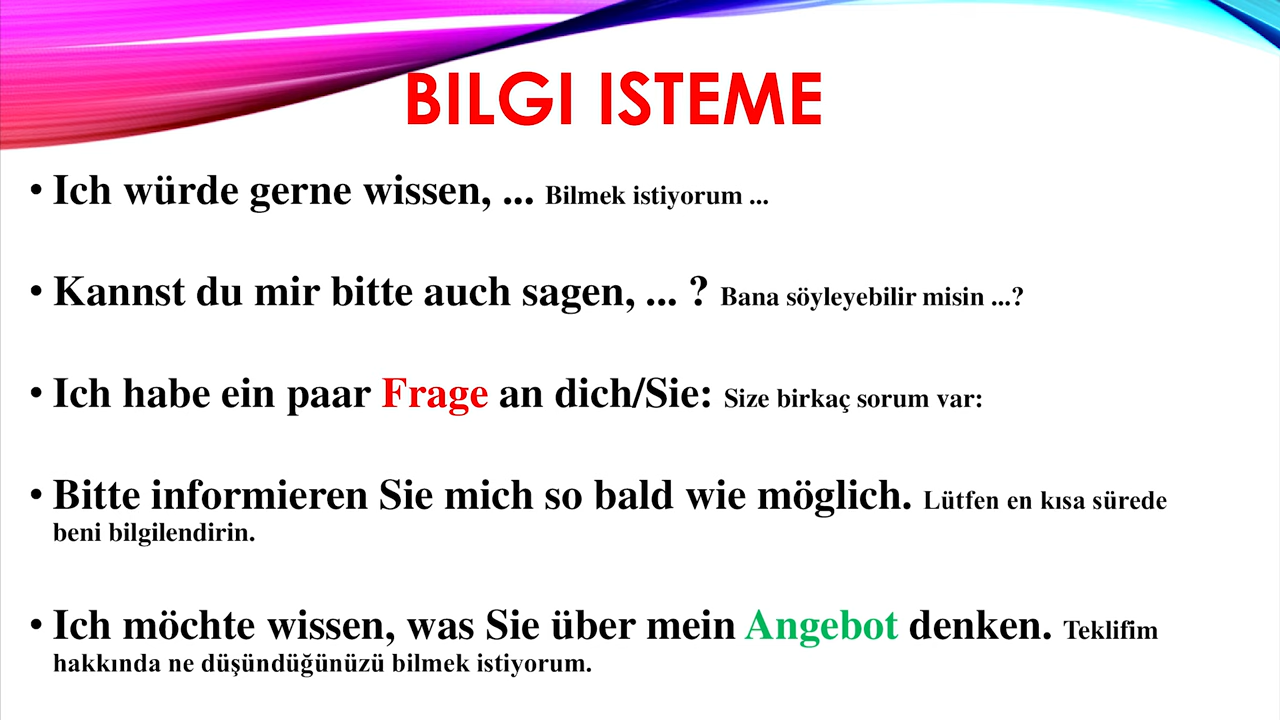 BILGI ISTEME
• Ich würde gerne wissen, ... Bilmek istiyorum ...
• Kannst du mir bitte auch sagen, ... ? Bana söyleyebilir misin ...?
• Ich habe ein paar Frage an dich/Sie: Size birkaç sorum var:
• Bitte informieren Sie mich so bald wie möglich. Lütfen en kısa sürede
beni bilgilendirin.
• Ich möchte wissen, was Sie über mein Angebot denken. Teklifim
hakkında ne düşündüğünüzü bilmek istiyorum.